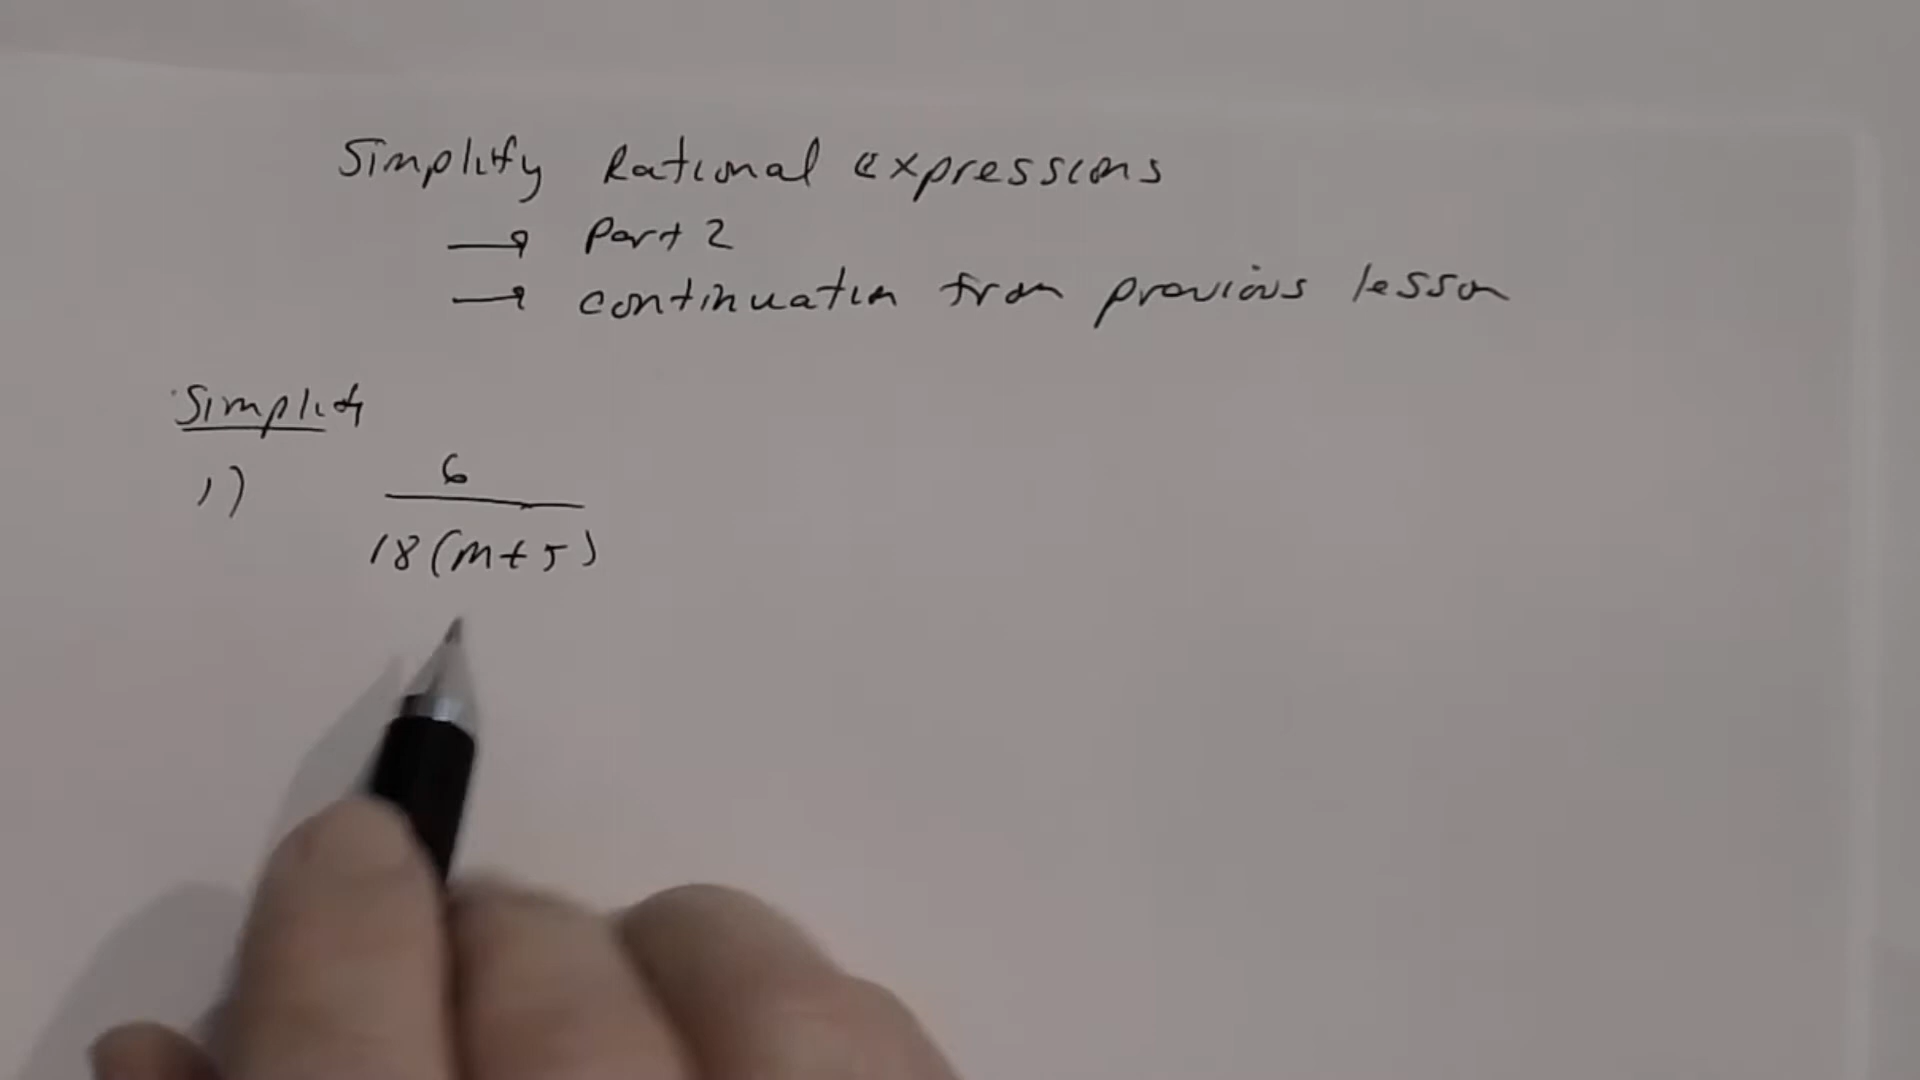 Simplify Rational expressions
→ Part 2
→ continuation from previous lesson
Simplify
1) 6
18(m+5)